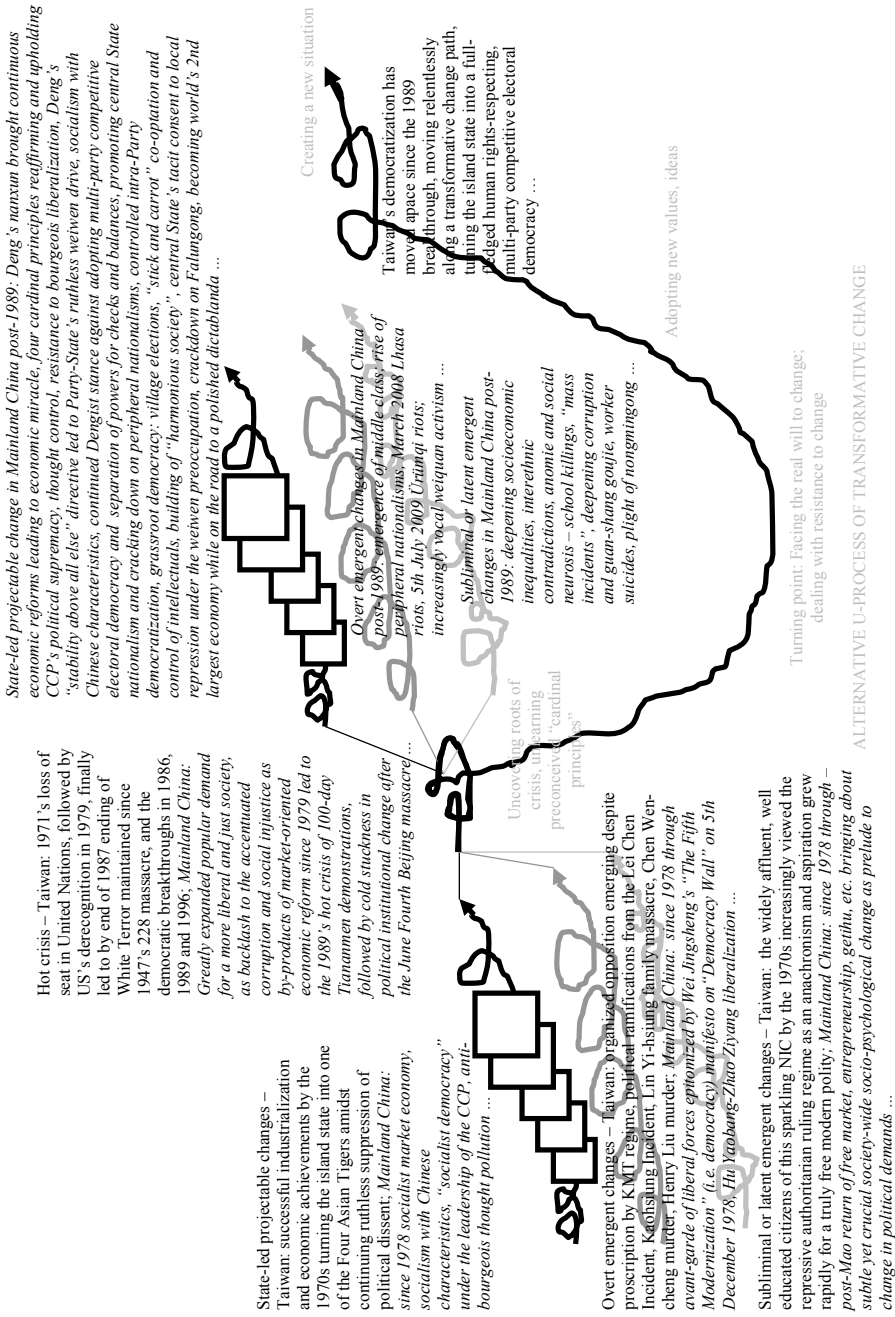 State-led projectable changes –
Taiwan: successful industrialization
and economic achievements by the
1970s turning the island state into one
of the Four Asian Tigers amidst
continuing ruthless suppression of
political dissent; Mainland China:
since 1978 socialist market economy,
socialism with Chinese
characteristics, “socialist democracy”
under the leadership of the CCP, anti-
bourgeois thought pollution ...
Overt emergent changes – Taiwan: organized opposition emerging despite
proscription by KMT regime, political ramifications from the Lei Chen
Incident, Kaohsiung Incident, Lin Yi-hsiung family massacre, Chen Wen-
cheng murder, Henry Liu murder; Mainland China: since 1978 through
avant-garde of liberal forces epitomized by Wei Jingsheng’s “The Fifth
Modernization” (i.e. democracy) manifesto on “Democracy Wall” on 5th
December 1978, Hu Yaobang-Zhao Ziyang liberalization ...
Subliminal or latent emergent changes – Taiwan: the widely affluent, well
educated citizens of this sparkling NIC by the 1970s increasingly viewed the
repressive authoritarian ruling regime as an anachronism and aspiration grew
rapidly for a truly free modern polity; Mainland China: since 1978 through –
post-Mao return of free market, entrepreneurship, getihu, etc. bringing about
subtle yet crucial society-wide socio-psychological change as prelude to
change in political demands ...
Hot crisis – Taiwan: 1971’s loss of
seat in United Nations, followed by
US’s derecognition in 1979, finally
led to by end of 1987 ending of
White Terror maintained since
1947’s 228 massacre, and the
democratic breakthroughs in 1986,
1989 and 1996; Mainland China:
Greatly expanded popular demand
for a more liberal and just society,
as backlash to the accentuated
corruption and social injustice as
by-products of market-oriented
economic reform since 1979 led to
the 1989’s hot crisis of 100-day
Tiananmen demonstrations,
followed by cold stuckness in
political institutional change after
the June Fourth Beijing massacre ...
State-led projectable change in Mainland China post-1989: Deng’s nanxun brought continuous
economic reforms leading to economic miracle, four cardinal principles reaffirming and upholding
CCP’s political supremacy, thought control, resistance to bourgeois liberalization, Deng’s
“stability above all else” directive led to Party-State’s ruthless weiwen drive, socialism with
Chinese characteristics, continued Dengist stance against adopting multi-party competitive
electoral democracy and separation of powers for checks and balances, promoting central State
nationalism and cracking down on peripheral nationalisms, controlled intra-Party
democratization, grassroot democracy: village elections, “stick and carrot” co-optation and
control of intellectuals, building of “harmonious society”, central State’s tacit consent to local
repression under the weiwen preoccupation, crackdown on Falungong, becoming world’s 2nd
largest economy while on the road to a polished dictablanda ...
Overt emergent changes in Mainland China
post-1989: emergence of middle class, rise of
peripheral nationalisms, March 2008 Lhasa
riots, 5th July 2009 Ürümqi riots;
increasingly vocal weiquan activism ...
Subliminal or latent emergent
changes in Mainland China post-
1989: deepening socioeconomic
inequalities, interethnic
contradictions, anomie and social
neurosis – school killings, “mass
incidents”, deepening corruption
and guan-shang goujie, worker
suicides, plight of nongmingong ...
Creating a new situation
Taiwan’s democratization has
moved apace since the 1989
breakthrough, moving relentlessly
along a transformative change path,
turning the island state into a full-
fledged human rights-respecting,
multi-party competitive electoral
democracy ...
Uncovering roots of
crisis, unlearning
preconceived “cardinal
principles”
Adopting new values, ideas
Turning point: Facing the real will to change;
dealing with resistance to change
ALTERNATIVE U-PROCESS OF TRANSFORMATIVE CHANGE